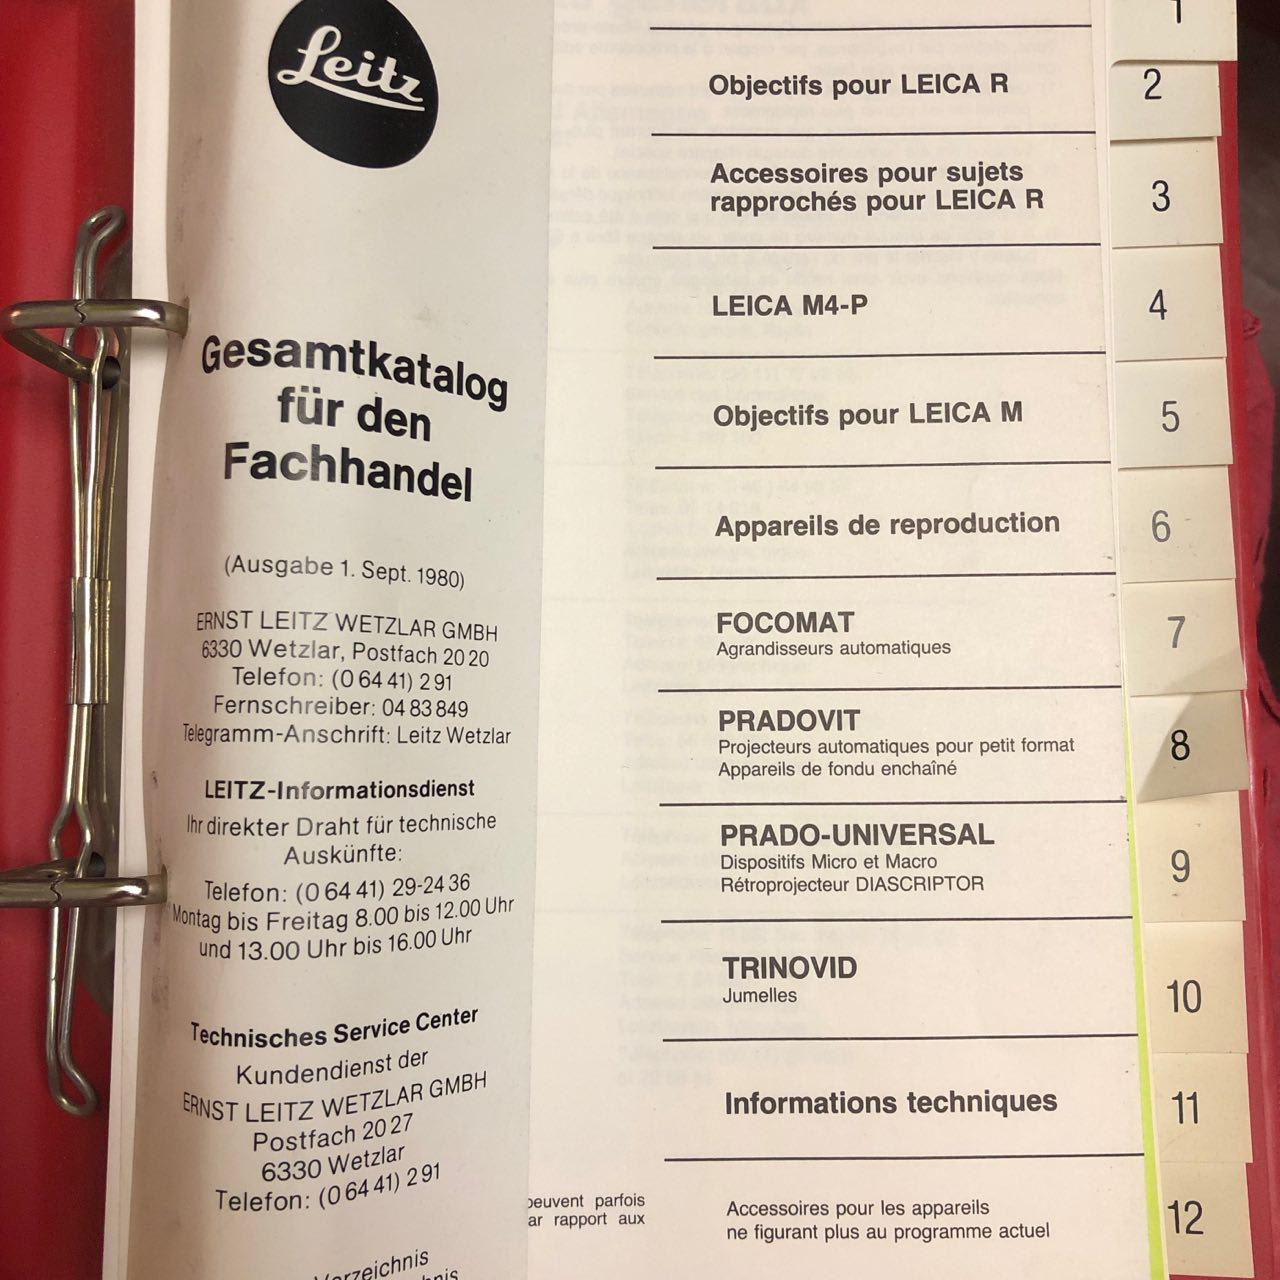 Leitz
Gesamtkatalog
für den
Fachhandel
(Ausgabe 1. Sept. 1980)
ERNST LEITZ WETZLAR GMBH
6330 Wetzlar, Postfach 20 20
Telefon: (0 64 41) 2 91
Fernschreiber: 04 83 849
Telegramm-Anschrift: Leitz Wetzlar
LEITZ-Informationsdienst
Ihr direkter Draht für technische
Auskünfte:
Telefon: (0 64 41) 29-24 36
Montag bis Freitag 8.00 bis 12.00 Uhr
und 13.00 Uhr bis 16.00 Uhr
Technisches Service Center
Kundendienst der
ERNST LEITZ WETZLAR GMBH
Postfach 20 27
6330 Wetzlar
Telefon: (0 64 41) 2 91
peuvent parfois
ar rapport aux
1
Objectifs pour LEICA R
2
Accessoires pour sujets
rapprochés pour LEICA R
3
LEICA M4-P
4
Objectifs pour LEICA M
5
Appareils de reproduction
6
FOCOMAT
Agrandisseurs automatiques
7
PRADOVIT
Projecteurs automatiques pour petit format
Appareils de fondu enchaîné
8
PRADO-UNIVERSAL
Dispositifs Micro et Macro
Rétroprojecteur DIASCRIPTOR
9
TRINOVID
Jumelles
10
Informations techniques
11
Accessoires pour les appareils
ne figurant plus au programme actuel
12